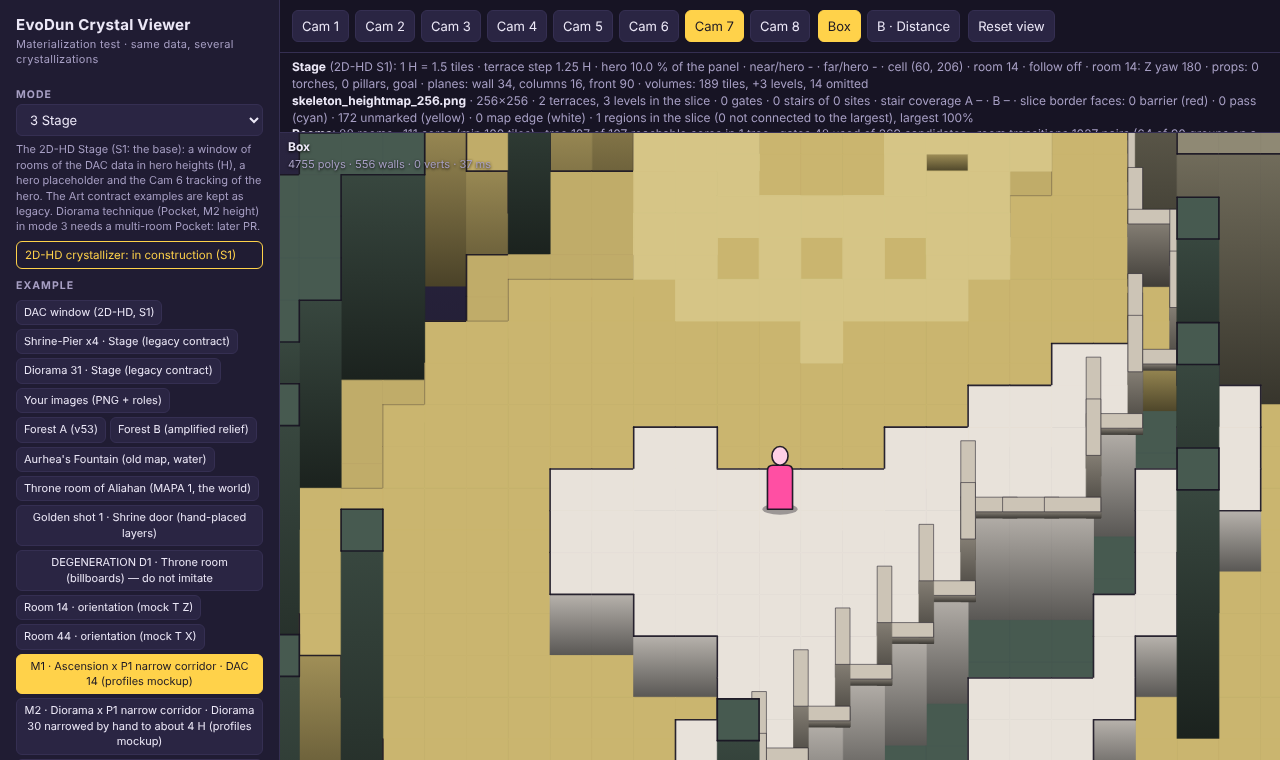 EvoDun Crystal Viewer
Materialization test · same data, several
crystallizations
MODE
3 Stage
The 2D-HD Stage (S1: the base): a window of
rooms of the DAC data in hero heights (H), a
hero placeholder and the Cam 6 tracking of the
hero. The Art contract examples are kept as
legacy. Diorama technique (Pocket, M2 height)
in mode 3 needs a multi-room Pocket: later PR.
2D-HD crystallizer: in construction (S1)
EXAMPLE
DAC window (2D-HD, S1)
Shrine-Pier x4 · Stage (legacy contract)
Diorama 31 · Stage (legacy contract)
Your images (PNG + roles)
Forest A (v53)
Forest B (amplified relief)
Aurhea's Fountain (old map, water)
Throne room of Aliahan (MAPA 1, the world)
Golden shot 1 · Shrine door (hand-placed
layers)
DEGENERATION D1 · Throne room
(billboards) — do not imitate
Room 14 · orientation (mock T Z)
Room 44 · orientation (mock T X)
M1 · Ascension x P1 narrow corridor · DAC
14 (profiles mockup)
M2 · Diorama x P1 narrow corridor · Diorama
30 narrowed by hand to about 4 H (profiles
mockup)
Cam 1
Cam 2
Cam 3
Cam 4
Cam 5
Cam 6
Cam 7
Cam 8
Box
B · Distance
Reset view
Stage (2D-HD S1): 1 H = 1.5 tiles · terrace step 1.25 H · hero 10.0 % of the panel · near/hero - · far/hero - · cell (60, 206) · room 14 · follow off · room 14: Z yaw 180 · props: 0
torches, 0 pillars, goal · planes: wall 34, columns 16, front 90 · volumes: 189 tiles, +3 levels, 14 omitted
skeleton_heightmap_256.png · 256×256 · 2 terraces, 3 levels in the slice · 0 gates · 0 stairs of 0 sites · stair coverage A – · B – · slice border faces: 0 barrier (red) · 0 pass
(cyan) · 172 unmarked (yellow) · 0 map edge (white) · 1 regions in the slice (0 not connected to the largest), largest 100%
Box
4755 polys · 556 walls · 0 verts · 37 ms